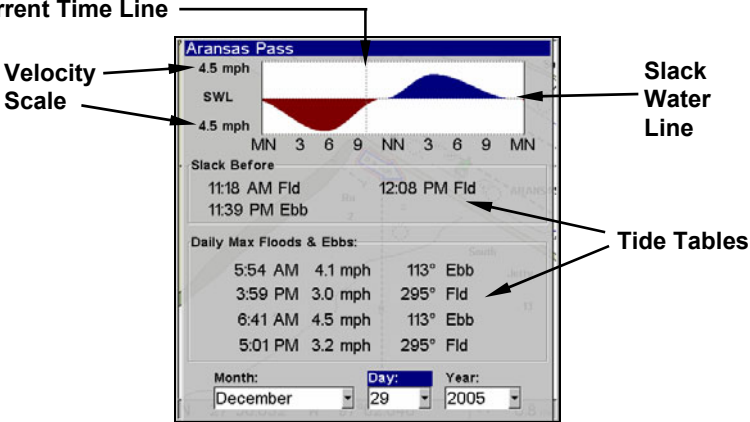 rrent Time Line
Velocity
Scale
Slack
Water
Line
Tide Tables
Aransas Pass
4.5 mph
SWL
4.5 mph
MN 3 6 9 NN 3 6 9 MN
Slack Before
11:18 AM Fld 12:08 PM Fld
11:39 PM Ebb
Daily Max Floods & Ebbs:
5:54 AM 4.1 mph 113° Ebb
3:59 PM 3.0 mph 295° Fld
6:41 AM 4.5 mph 113° Ebb
5:01 PM 3.2 mph 295° Fld
Month: Day: Year:
December 29 2005